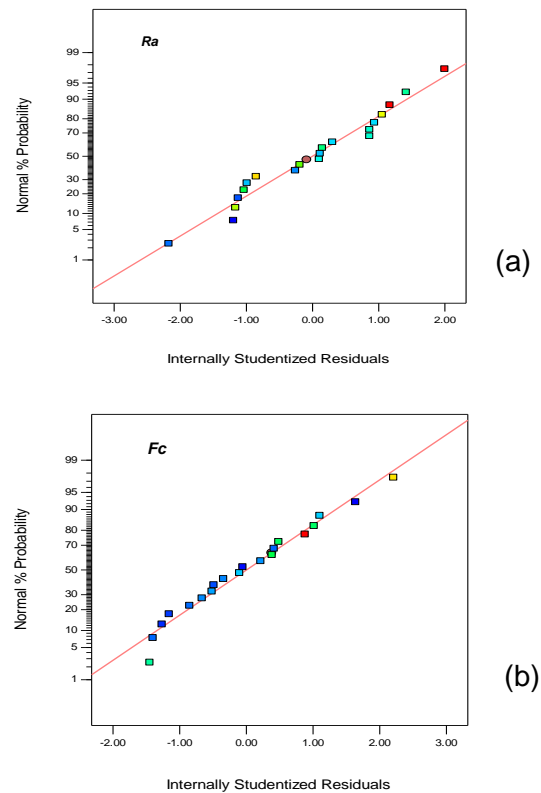 Ra
99
95
90
80
70
50
30
20
10
5
1
Normal % Probability
-3.00 -2.00 -1.00 0.00 1.00 2.00
Internally Studentized Residuals
(a)
Fc
99
95
90
80
70
50
30
20
10
5
1
Normal % Probability
-2.00 -1.00 0.00 1.00 2.00 3.00
Internally Studentized Residuals
(b)